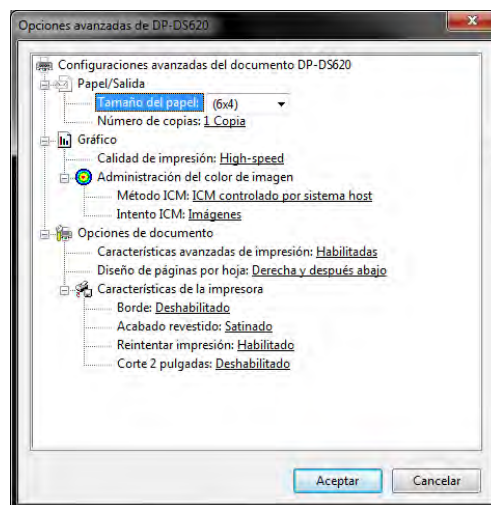 Opciones avanzadas de DP-DS620
Configuraciones avanzadas del documento DP-DS620
Papel/Salida
Tamaño del papel: (6x4)
Número de copias: 1 Copia
Gráfico
Calidad de impresión: High-speed
Administración del color de imagen
Método ICM: ICM controlado por sistema host
Intento ICM: Imágenes
Opciones de documento
Características avanzadas de impresión: Habilitadas
Diseño de páginas por hoja: Derecha y después abajo
Características de la impresora
Borde: Deshabilitado
Acabado revestido: Satinado
Reintentar impresión: Habilitado
Corte 2 pulgadas: Deshabilitado
Aceptar Cancelar